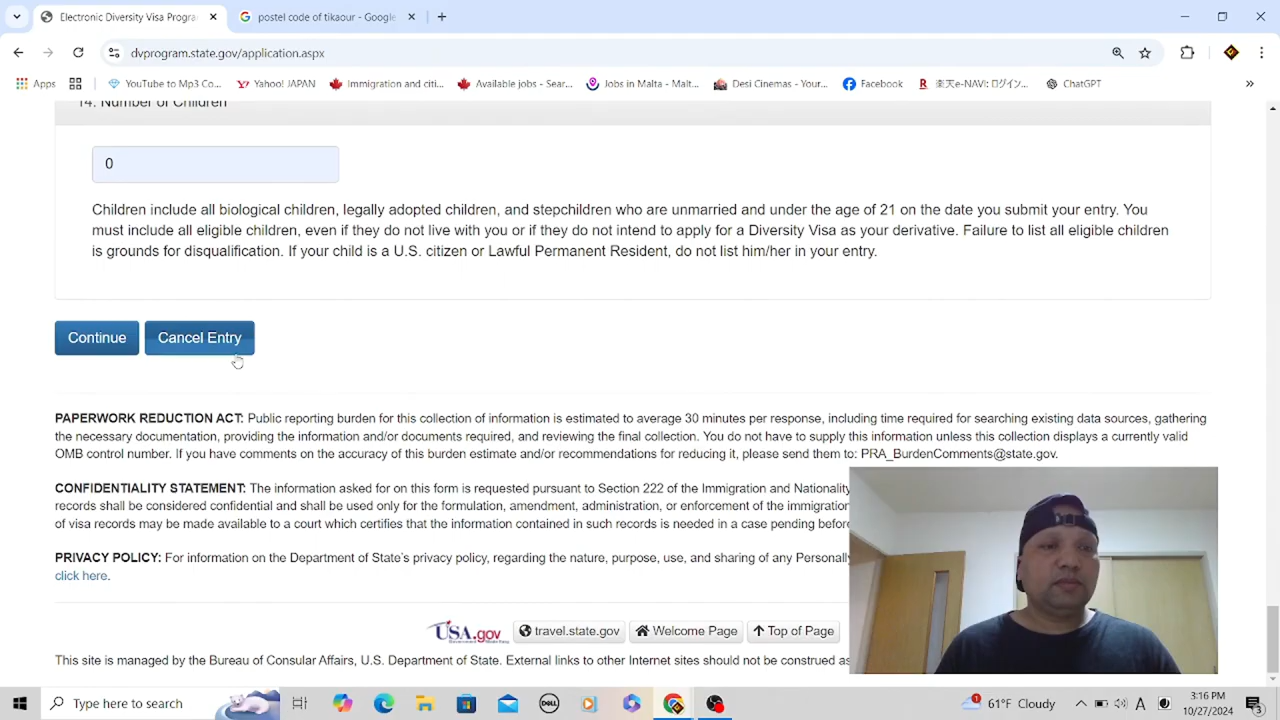 Electronic Diversity Visa Progra
postel code of tikaour - Google
dvprogram.state.gov/application.aspx
Apps
YouTube to Mp3 Co...
Yahoo! JAPAN
Immigration and citi...
Available jobs - Sear...
Jobs in Malta - Malt...
Desi Cinemas - Your...
Facebook
楽天e-NAVI: ログイン...
ChatGPT
14. Number of Children
0
Children include all biological children, legally adopted children, and stepchildren who are unmarried and under the age of 21 on the date you submit your entry. You
must include all eligible children, even if they do not live with you or if they do not intend to apply for a Diversity Visa as your derivative. Failure to list all eligible children
is grounds for disqualification. If your child is a U.S. citizen or Lawful Permanent Resident, do not list him/her in your entry.
Continue
Cancel Entry
PAPERWORK REDUCTION ACT: Public reporting burden for this collection of information is estimated to average 30 minutes per response, including time required for searching existing data sources, gathering
the necessary documentation, providing the information and/or documents required, and reviewing the final collection. You do not have to supply this information unless this collection displays a currently valid
OMB control number. If you have comments on the accuracy of this burden estimate and/or recommendations for reducing it, please send them to: PRA_BurdenComments@state.gov.
CONFIDENTIALITY STATEMENT: The information asked for on this form is requested pursuant to Section 222 of the Immigration and Nationality
records shall be considered confidential and shall be used only for the formulation, amendment, administration, or enforcement of the immigration
of visa records may be made available to a court which certifies that the information contained in such records is needed in a case pending before
PRIVACY POLICY: For information on the Department of State's privacy policy, regarding the nature, purpose, use, and sharing of any Personally
click here.
USA.gov
travel.state.gov
Welcome Page
Top of Page
This site is managed by the Bureau of Consular Affairs, U.S. Department of State. External links to other Internet sites should not be construed as
Type here to search
DELL
1
61°F Cloudy
A
3:16 PM
10/27/2024
3